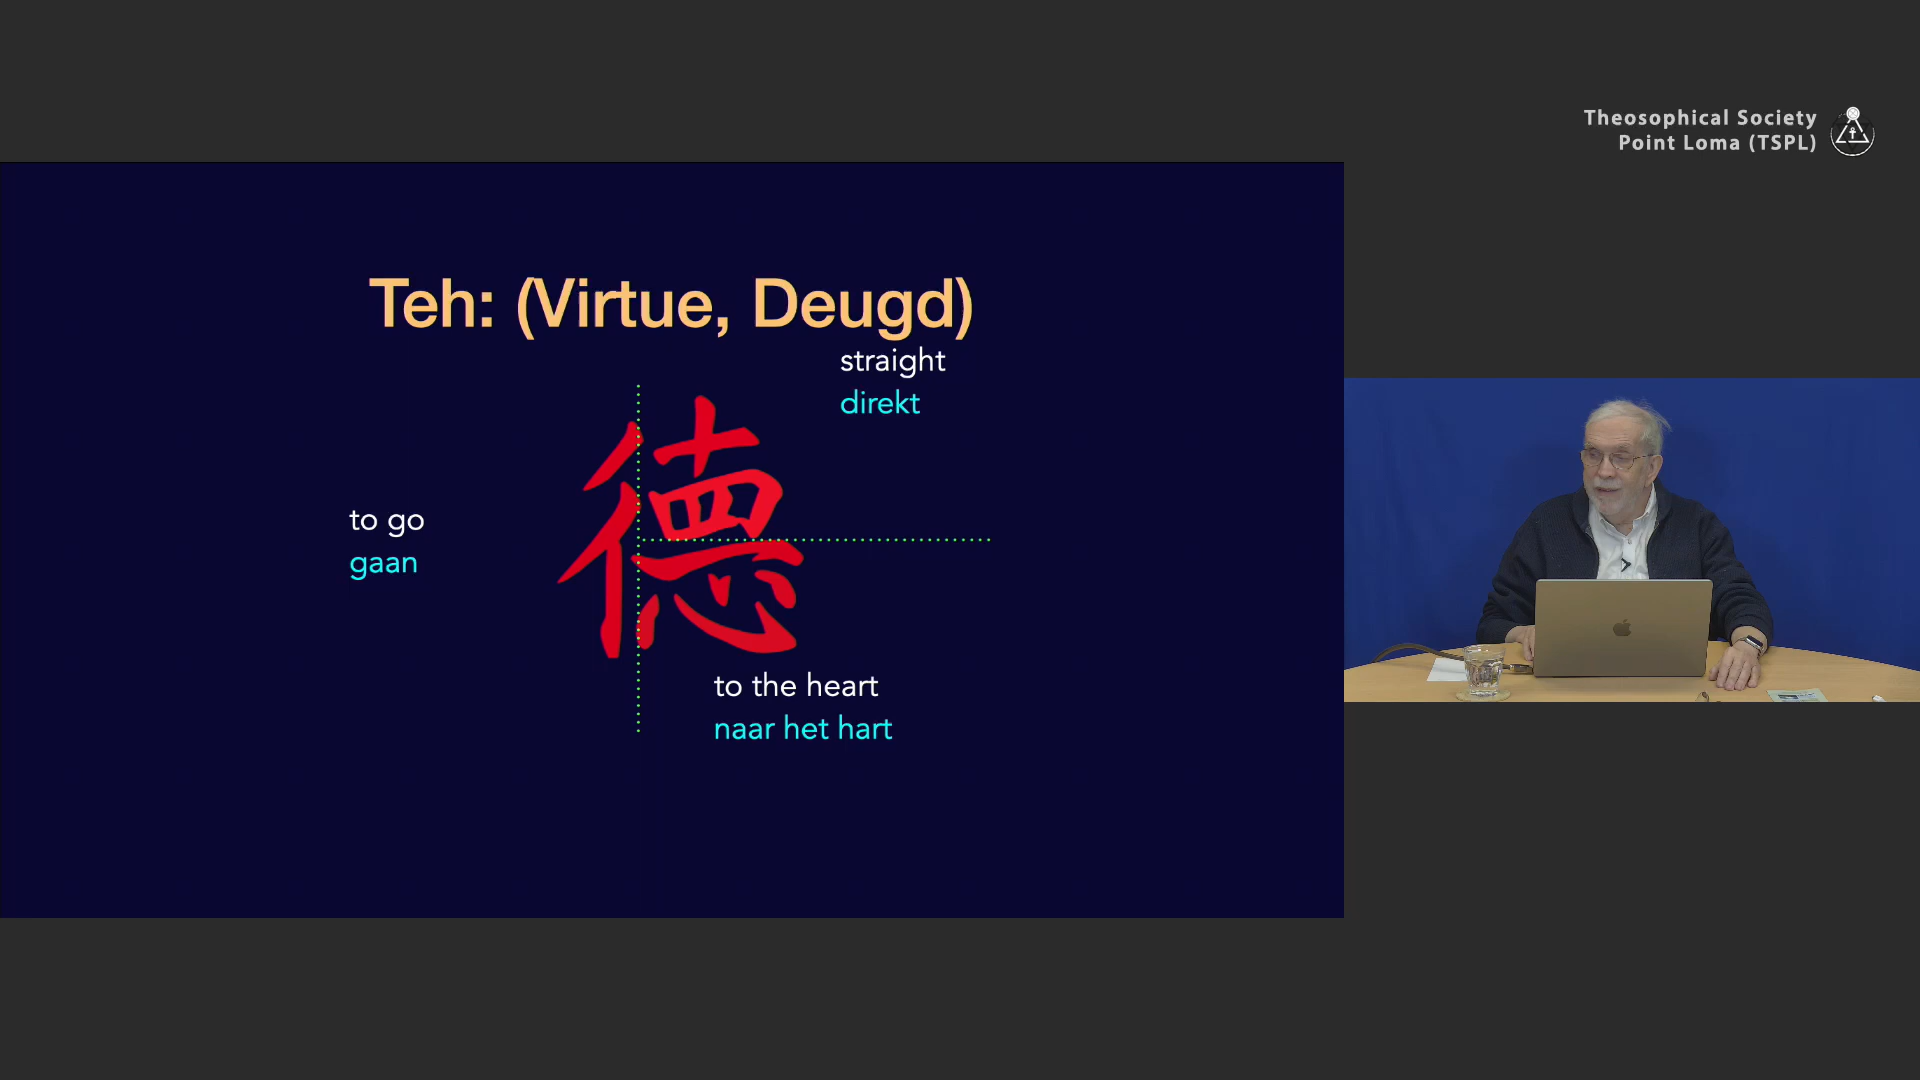 Theosophical Society
Point Loma (TSPL)
Teh: (Virtue, Deugd)
straight
direkt
德
to go
gaan
to the heart
naar het hart